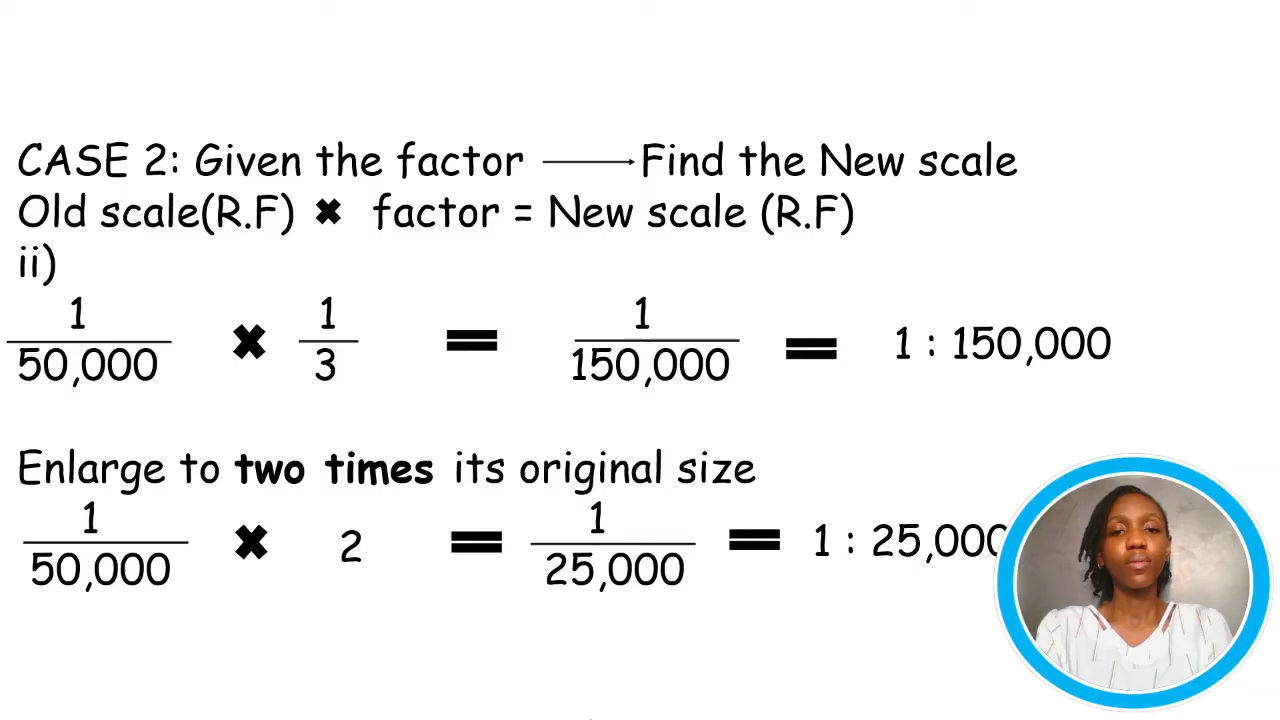 CASE 2: Given the factor → Find the New scale
Old scale(R.F) ✖ factor = New scale (R.F)
ii)
1/50,000 ✖ 1/3 = 1/150,000 = 1 : 150,000
Enlarge to two times its original size
1/50,000 ✖ 2 = 1/25,000 = 1 : 25,000